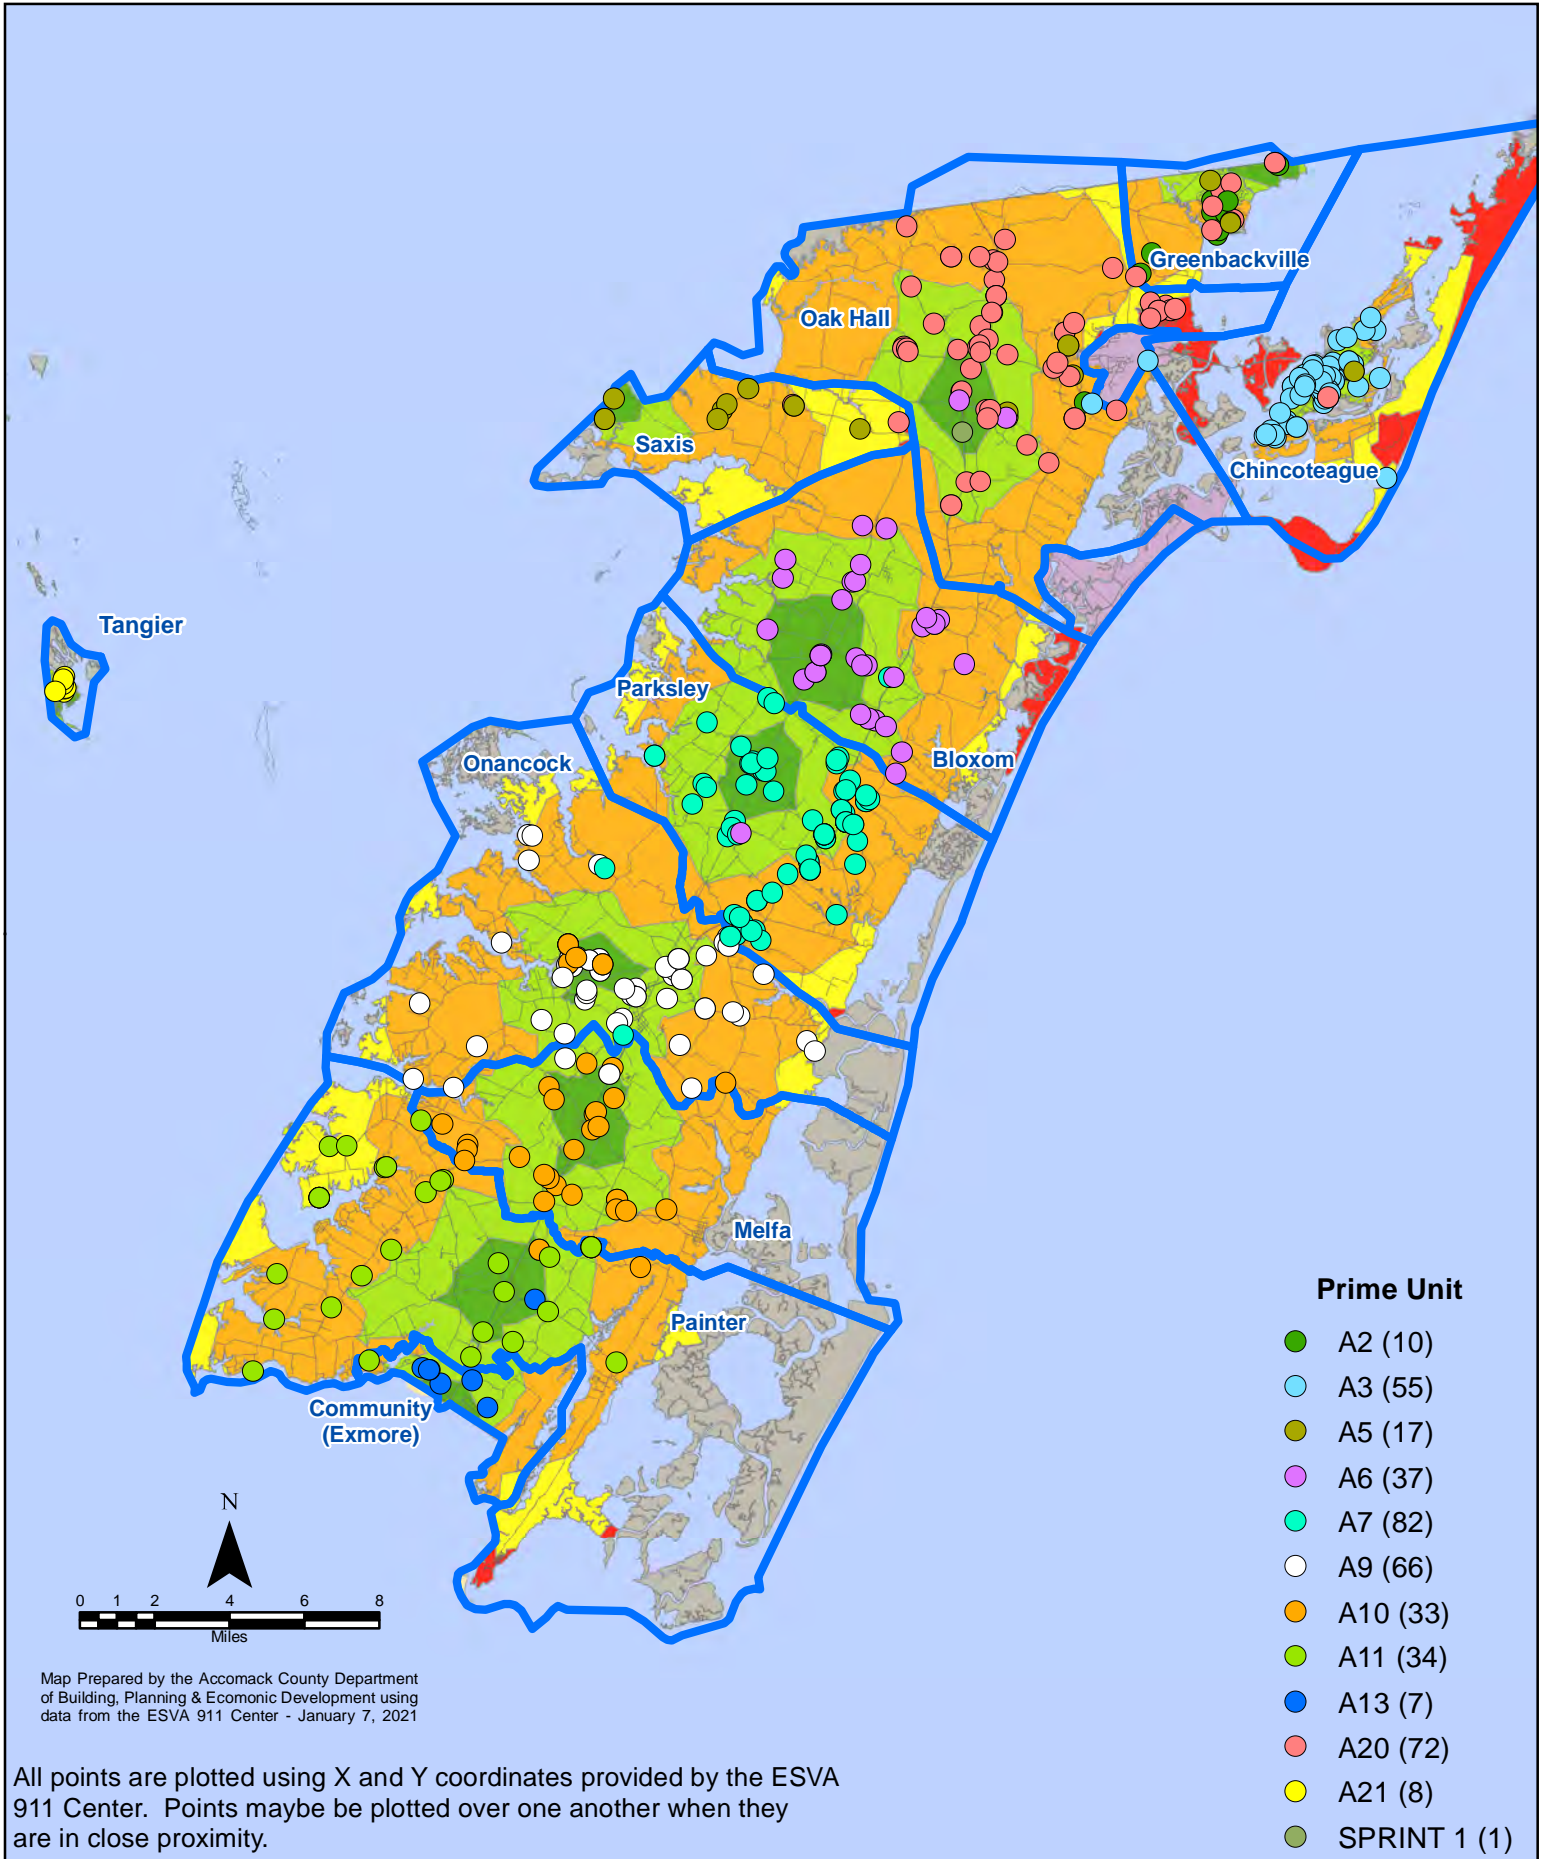 Greenbackville
Oak Hall
Saxis
Chincoteague
Tangier
Parksley
Bloxom
Onancock
Melfa
Painter
Community
(Exmore)
Prime Unit
A2 (10)
A3 (55)
A5 (17)
A6 (37)
A7 (82)
A9 (66)
A10 (33)
A11 (34)
A13 (7)
A20 (72)
A21 (8)
SPRINT 1 (1)
N
0 1 2 4 6 8
Miles
Map Prepared by the Accomack County Department
of Building, Planning & Ecomonic Development using
data from the ESVA 911 Center - January 7, 2021
All points are plotted using X and Y coordinates provided by the ESVA
911 Center. Points maybe be plotted over one another when they
are in close proximity.